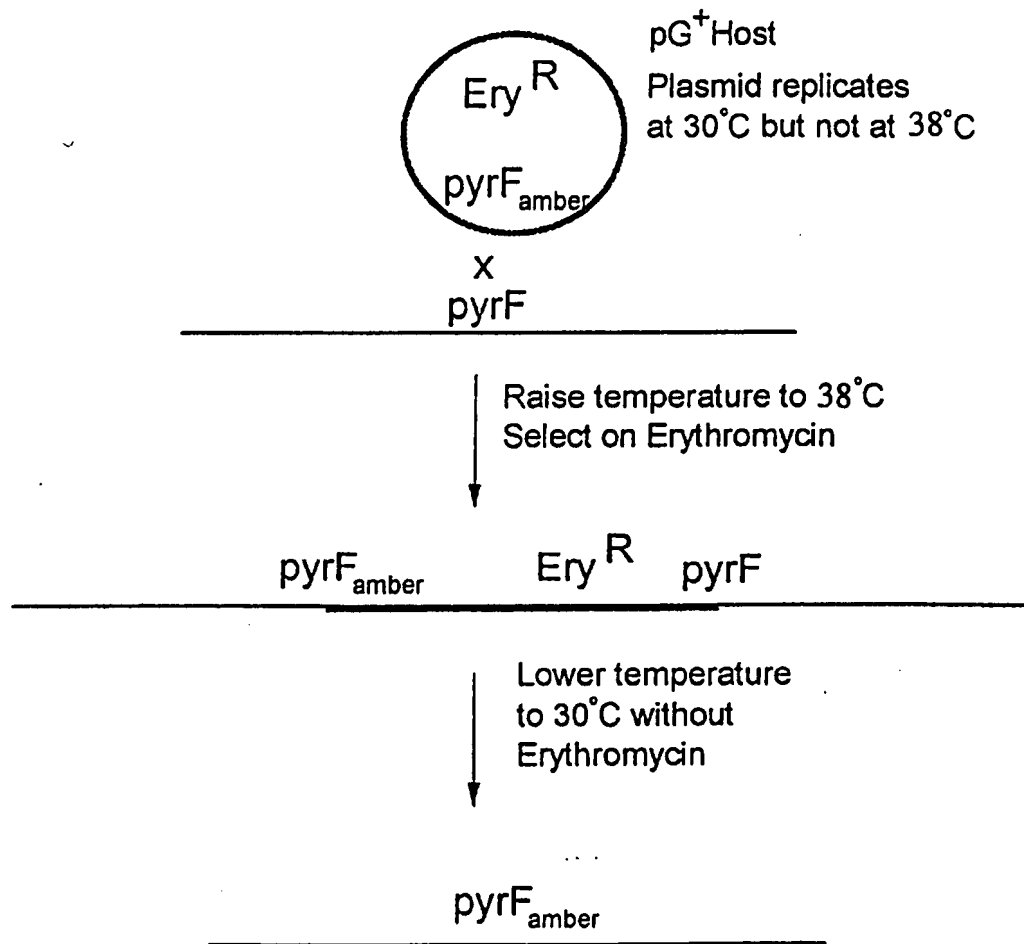 pG+Host
Ery R
Plasmid replicates
at 30°C but not at 38°C
pyrFamber
x
pyrF
Raise temperature to 38°C
Select on Erythromycin
pyrFamber Ery R pyrF
Lower temperature
to 30°C without
Erythromycin
pyrFamber